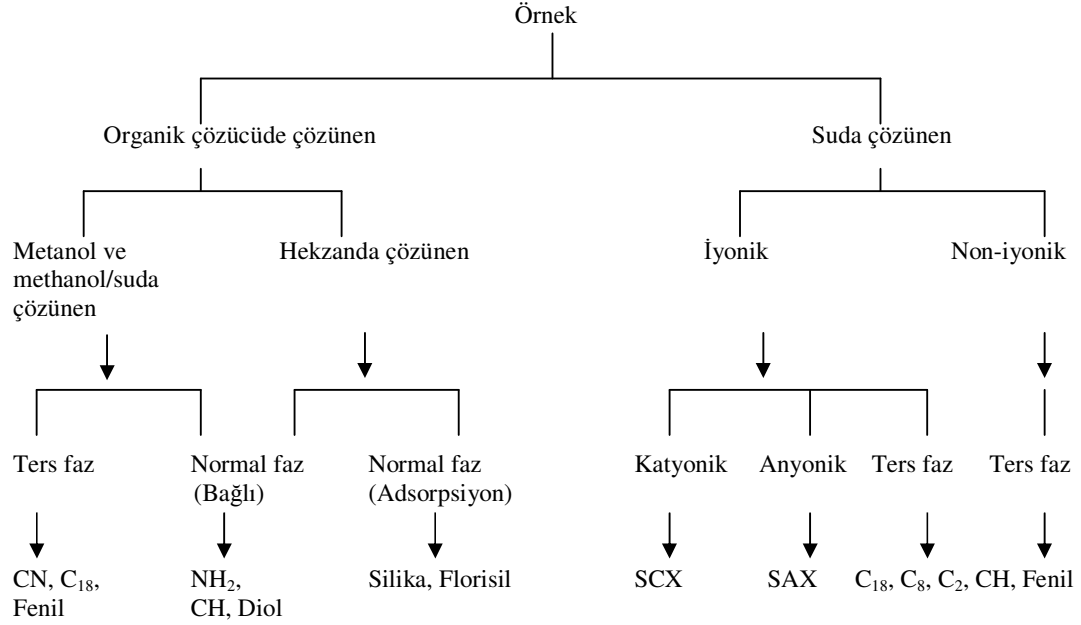 Örnek
Organik çözücüde çözünen
Suda çözünen
Metanol ve
methanol/suda
çözünen
Hekzanda çözünen
İyonik
Non-iyonik
Ters faz
Normal faz
(Bağlı)
Normal faz
(Adsorpsiyon)
Katyonik
Anyonik
Ters faz
Ters faz
CN, C₁₈,
Fenil
NH₂,
CH, Diol
Silika, Florisil
SCX
SAX
C₁₈, C₈, C₂, CH, Fenil